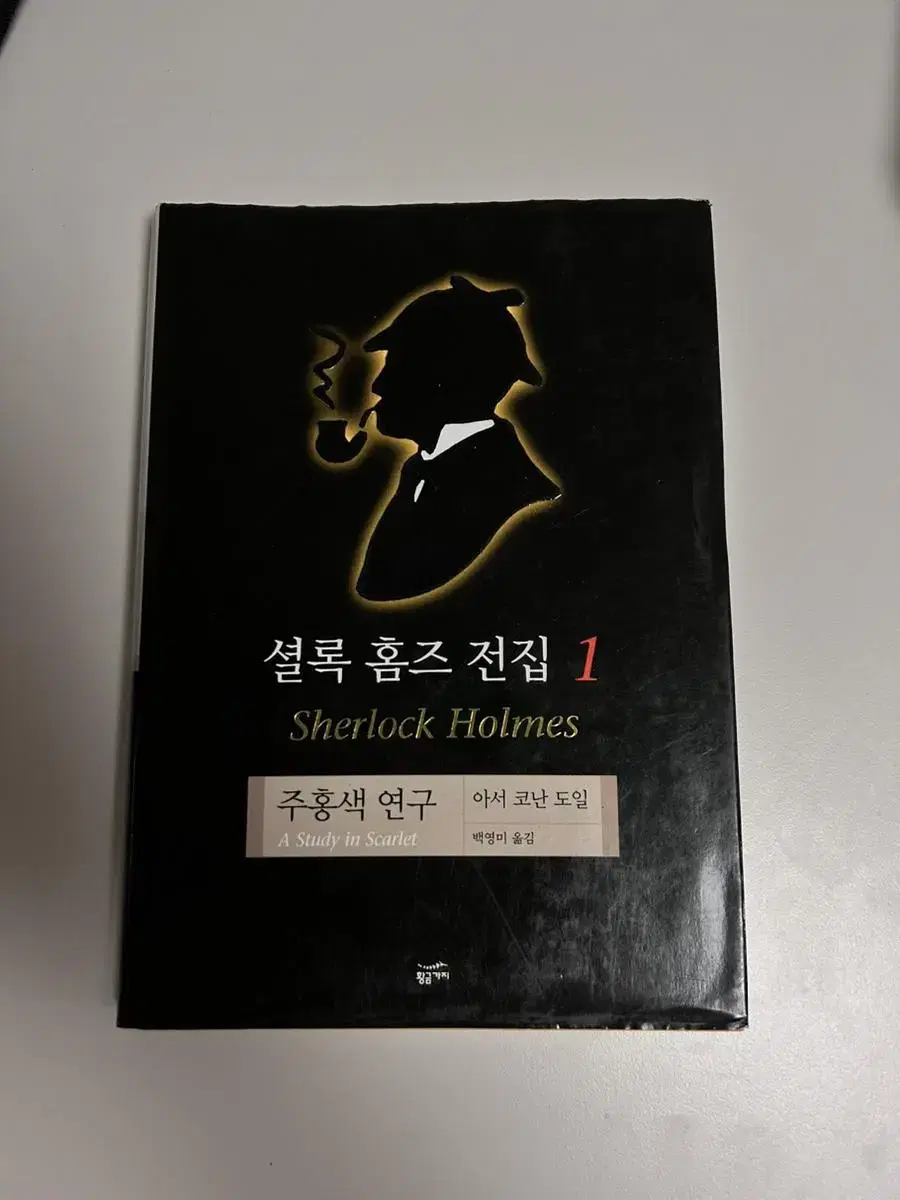 셜록 홈즈 전집 1
Sherlock Holmes
주홍색 연구
A Study in Scarlet
아서 코난 도일
백영미 옮김
황금가지